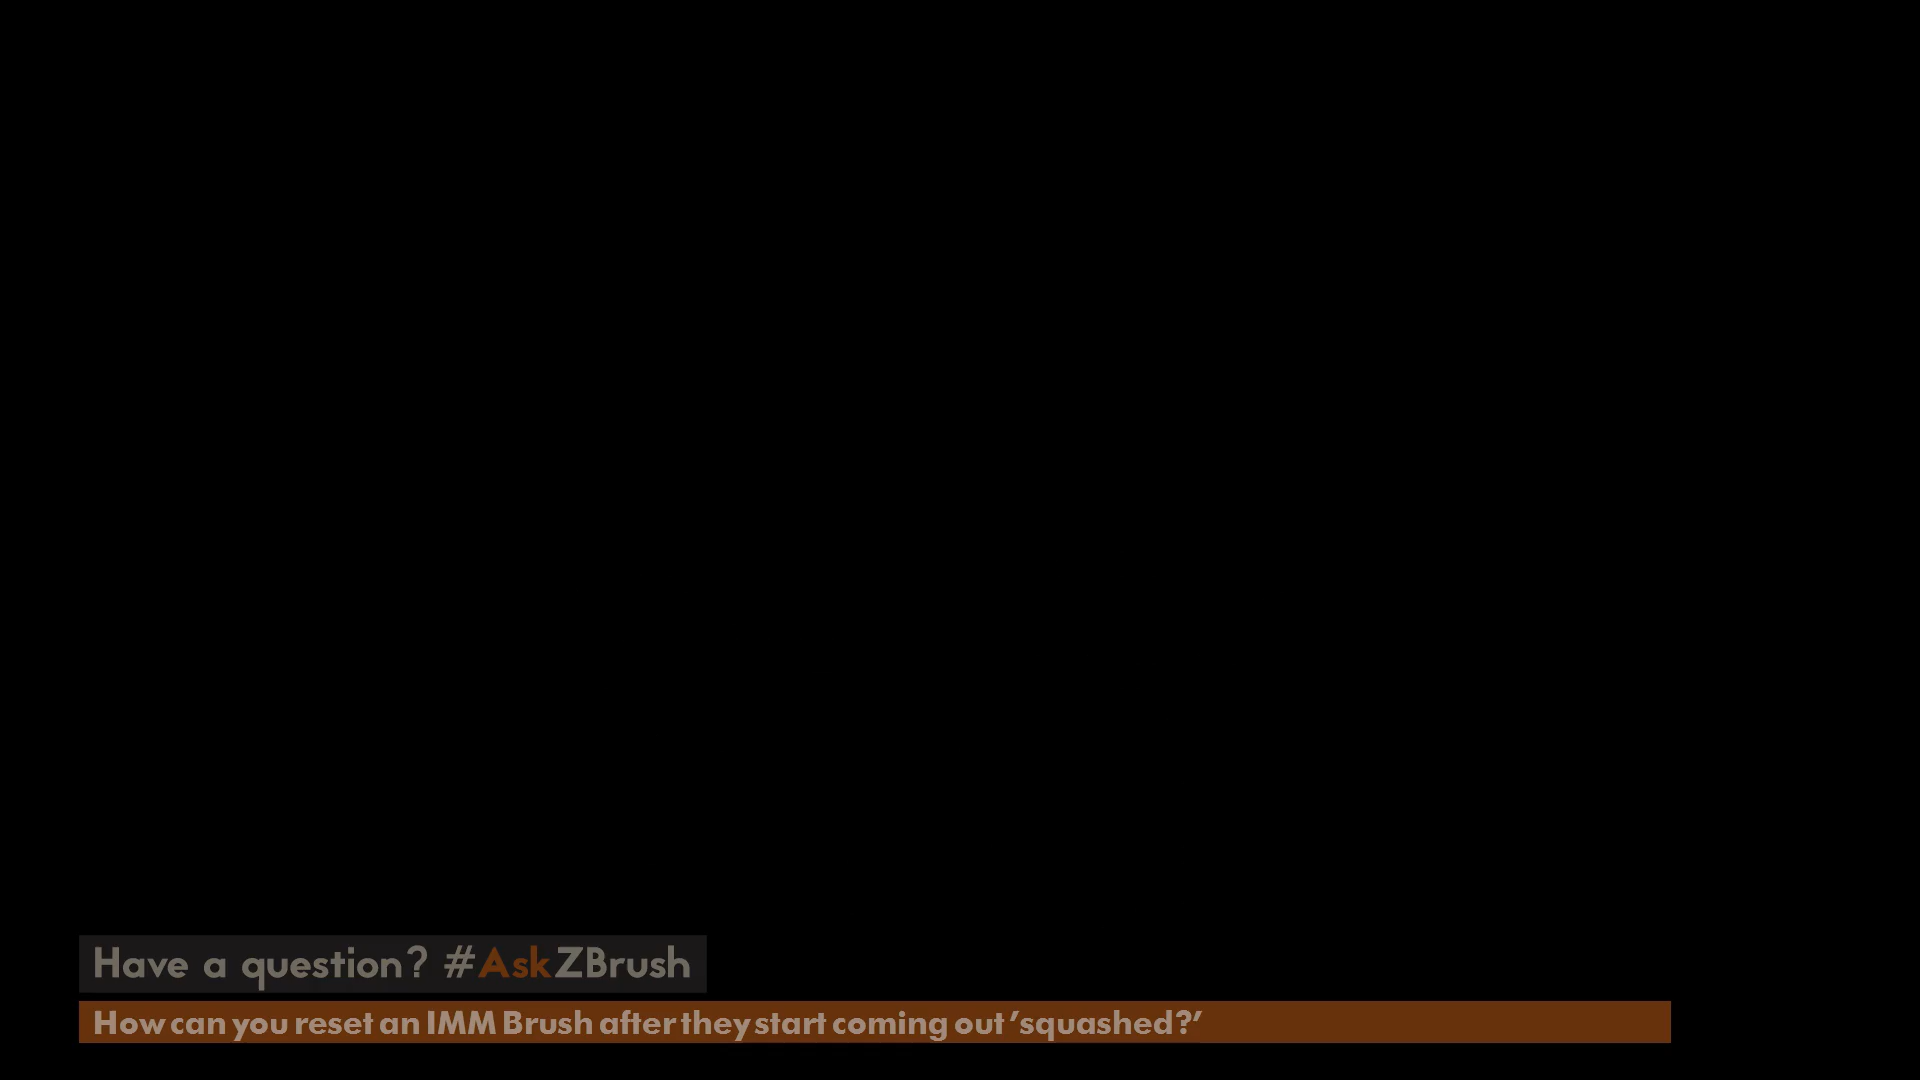 Have a question? #AskZBrush
How can you reset an IMM Brush after they start coming out 'squashed?'